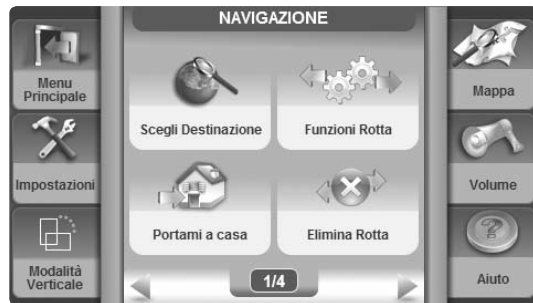 NAVIGAZIONE
Menu
Principale
Scegli Destinazione
Funzioni Rotta
Mappa
Impostazioni
Portami a casa
Elimina Rotta
Volume
Modalità
Verticale
1/4
Aiuto